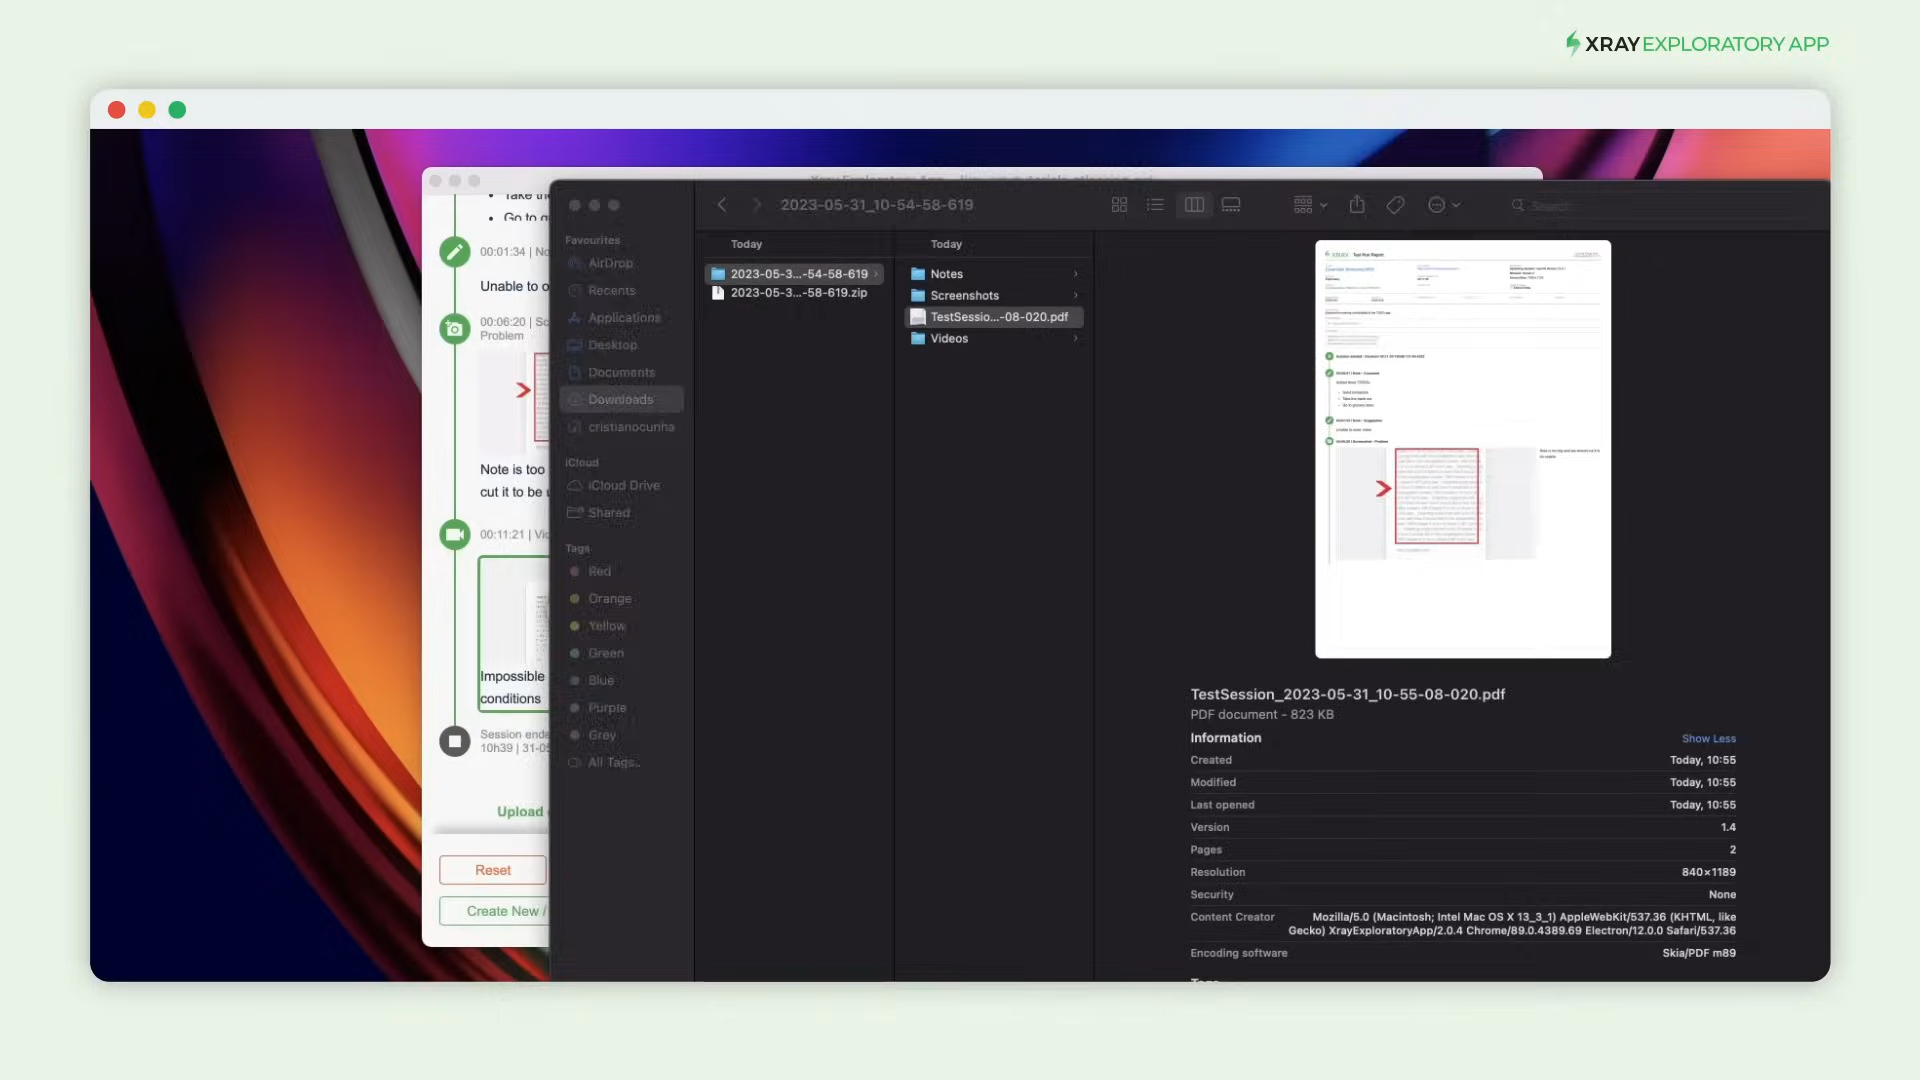 XRAY EXPLORATORY APP
Take th
Go to g
00:01:34 | No
Unable to o
00:06:20 | Sc
Problem
Note is too
cut it to be u
00:11:21 | Vid
Impossible
conditions
Session ende
10h39 | 31-05
Upload
Reset
Create New /
2023-05-31_10-54-58-619
Search
Favourites
AirDrop
Recents
Applications
Desktop
Documents
Downloads
cristianocunha
iCloud
iCloud Drive
Shared
Tags
Red
Orange
Yellow
Green
Blue
Purple
Grey
All Tags..
Today
2023-05-3...-54-58-619
2023-05-3...-58-619.zip
Today
Notes
Screenshots
TestSessio...-08-020.pdf
Videos
TestSession_2023-05-31_10-55-08-020.pdf
PDF document - 823 KB
Information
Show Less
Created Today, 10:55
Modified Today, 10:55
Last opened Today, 10:55
Version 1.4
Pages 2
Resolution 840×1189
Security None
Content Creator Mozilla/5.0 (Macintosh; Intel Mac OS X 13_3_1) AppleWebKit/537.36 (KHTML, like
Gecko) XrayExploratoryApp/2.0.4 Chrome/89.0.4389.69 Electron/12.0.0 Safari/537.36
Encoding software Skia/PDF m89